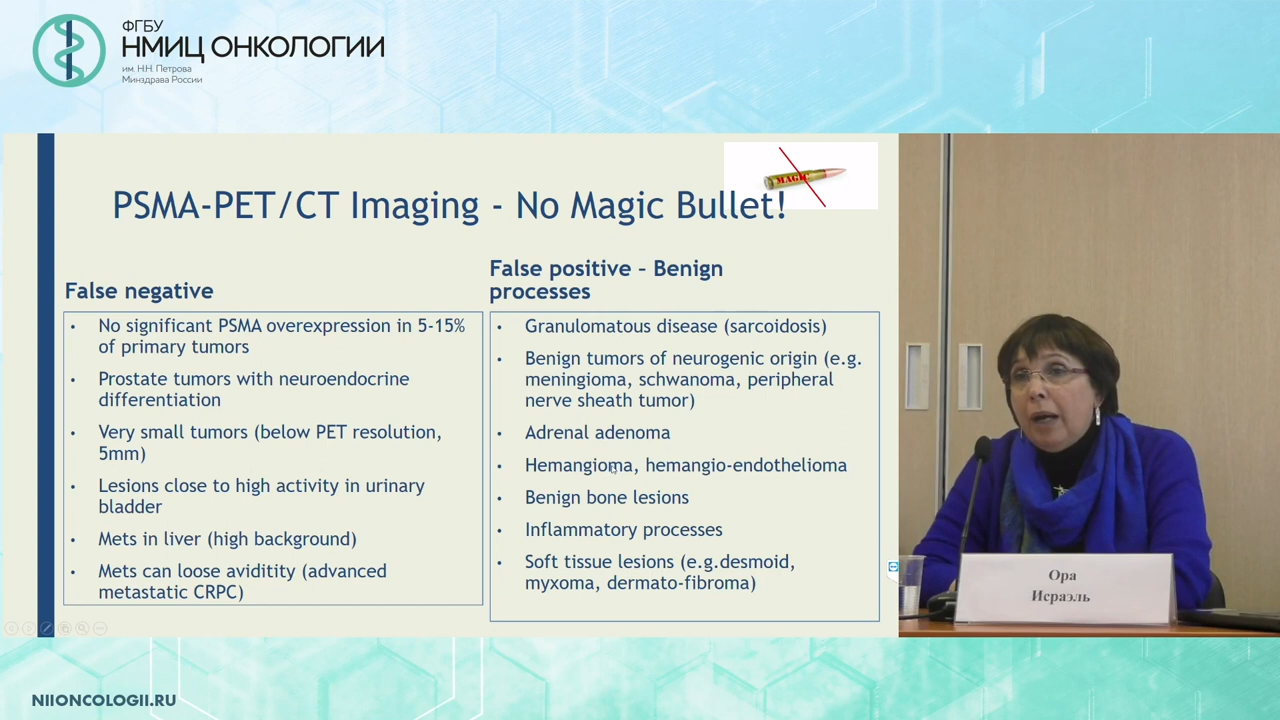 ФГБУ
НМИЦ ОНКОЛОГИИ
им. Н.Н. Петрова
Минздрава России
MAGIC
PSMA-PET/CT Imaging - No Magic Bullet!
False negative
• No significant PSMA overexpression in 5-15%
of primary tumors
• Prostate tumors with neuroendocrine
differentiation
• Very small tumors (below PET resolution,
5mm)
• Lesions close to high activity in urinary
bladder
• Mets in liver (high background)
• Mets can loose aviditity (advanced
metastatic CRPC)
False positive – Benign
processes
• Granulomatous disease (sarcoidosis)
• Benign tumors of neurogenic origin (e.g.
meningioma, schwanoma, peripheral
nerve sheath tumor)
• Adrenal adenoma
• Hemangioma, hemangio-endothelioma
• Benign bone lesions
• Inflammatory processes
• Soft tissue lesions (e.g.desmoid,
myxoma, dermato-fibroma)
Ора
Исраэль
NIIONCOLOGII.RU